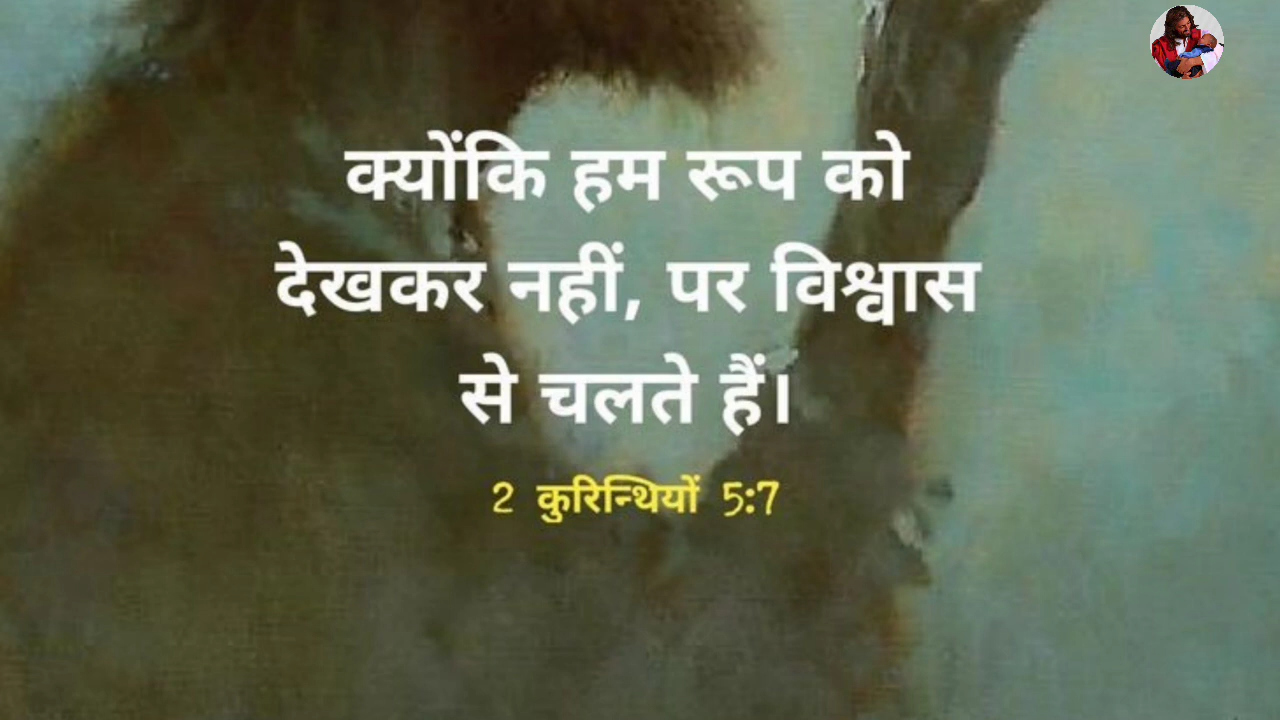 क्योंकि हम रूप को
देखकर नहीं, पर विश्वास
से चलते हैं।
2 कुरिन्थियों 5:7